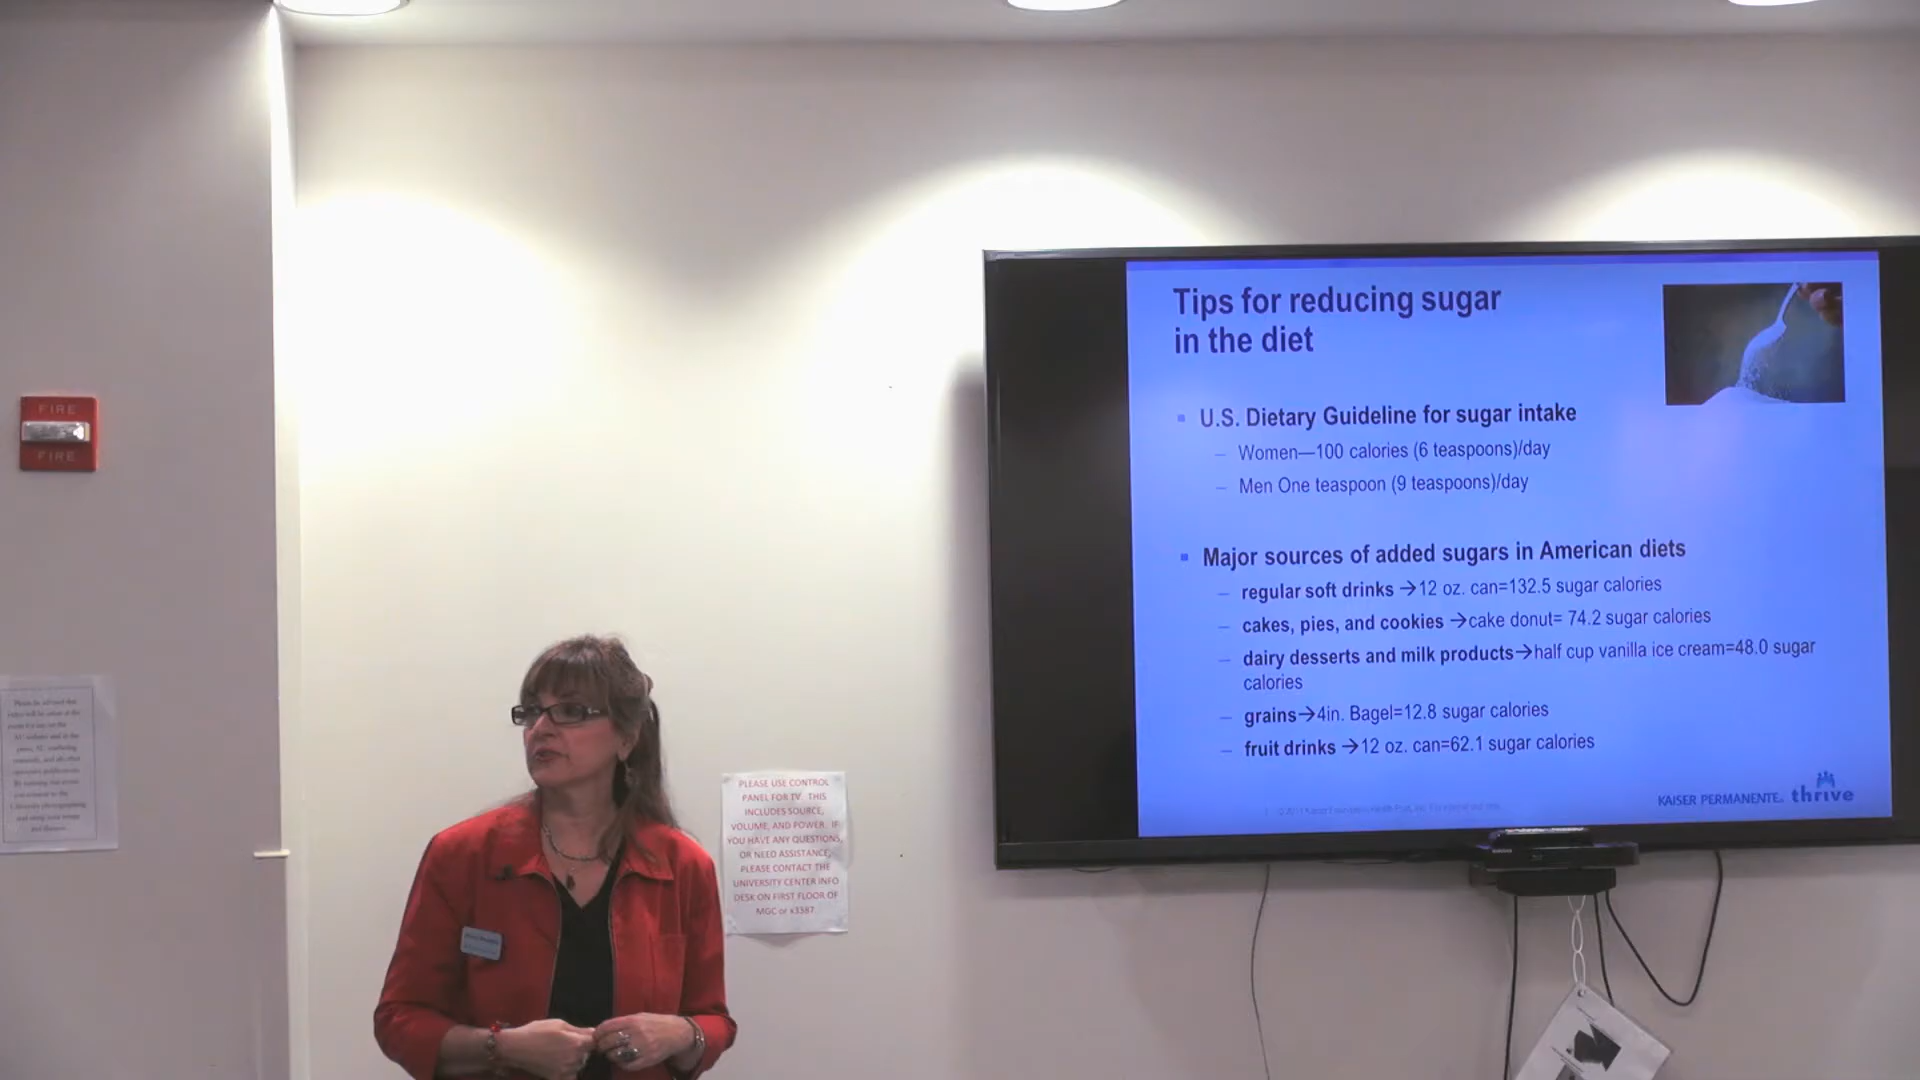 FIRE
FIRE
PLEASE USE CONTROL
PANEL FOR TV. THIS
INCLUDES SOURCE,
VOLUME, AND POWER. IF
YOU HAVE ANY QUESTIONS,
OR NEED ASSISTANCE,
PLEASE CONTACT THE
UNIVERSITY CENTER INFO
DESK ON FIRST FLOOR OF
MGC or x3387
Tips for reducing sugar
in the diet
U.S. Dietary Guideline for sugar intake
– Women—100 calories (6 teaspoons)/day
– Men One teaspoon (9 teaspoons)/day
Major sources of added sugars in American diets
– regular soft drinks →12 oz. can=132.5 sugar calories
– cakes, pies, and cookies →cake donut= 74.2 sugar calories
– dairy desserts and milk products→half cup vanilla ice cream=48.0 sugar
calories
– grains→4in. Bagel=12.8 sugar calories
– fruit drinks →12 oz. can=62.1 sugar calories
KAISER PERMANENTE. thrive